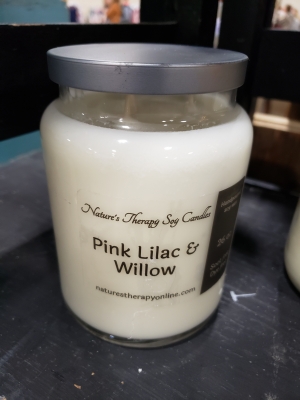 Nature's Therapy Soy Candles
Pink Lilac &
Willow
naturestherapyonline.com